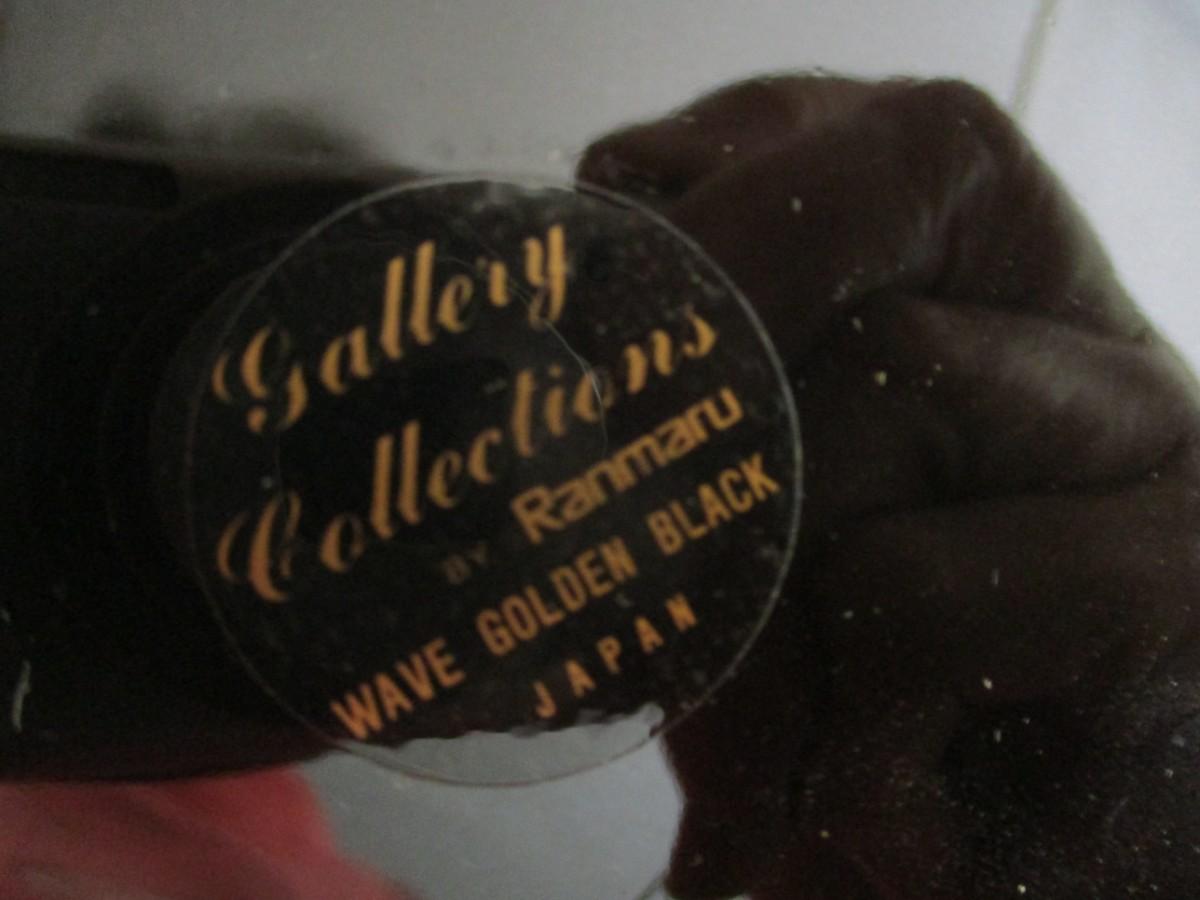 Gallery
Collections
BY Ranmaru
WAVE GOLDEN BLACK
JAPAN